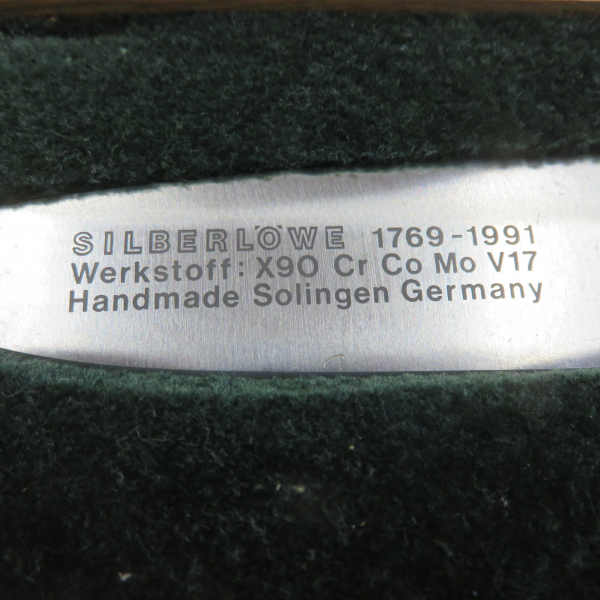 SILBERLÖWE 1769-1991
Werkstoff: X90 Cr Co Mo V17
Handmade Solingen Germany